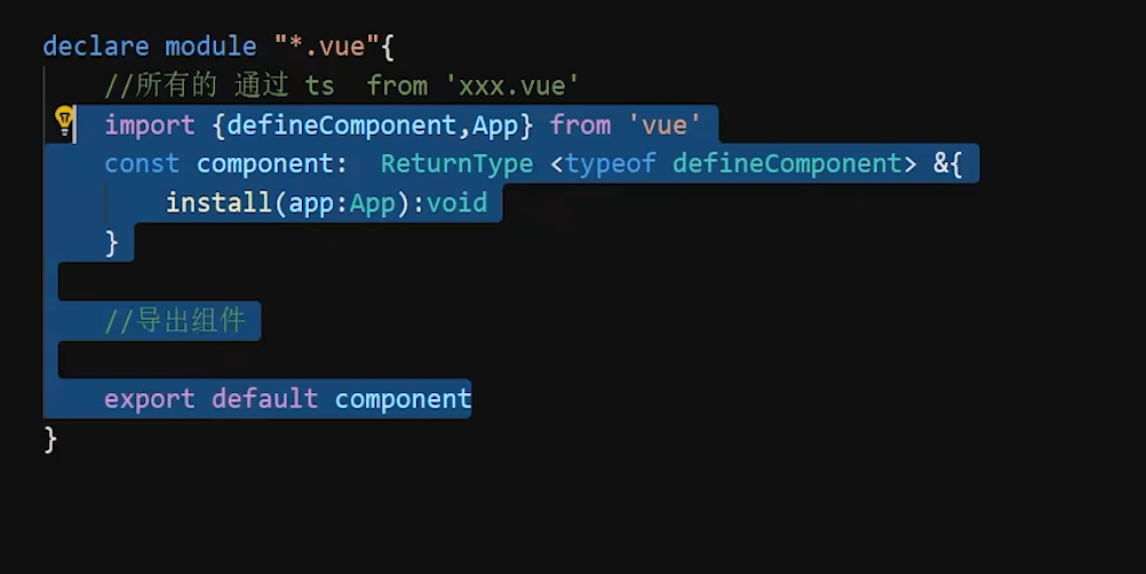 declare module "*.vue"{
//所有的 通过 ts  from 'xxx.vue'
import {defineComponent,App} from 'vue'
const component:  ReturnType <typeof defineComponent> &{
install(app:App):void
}
//导出组件
export default component
}